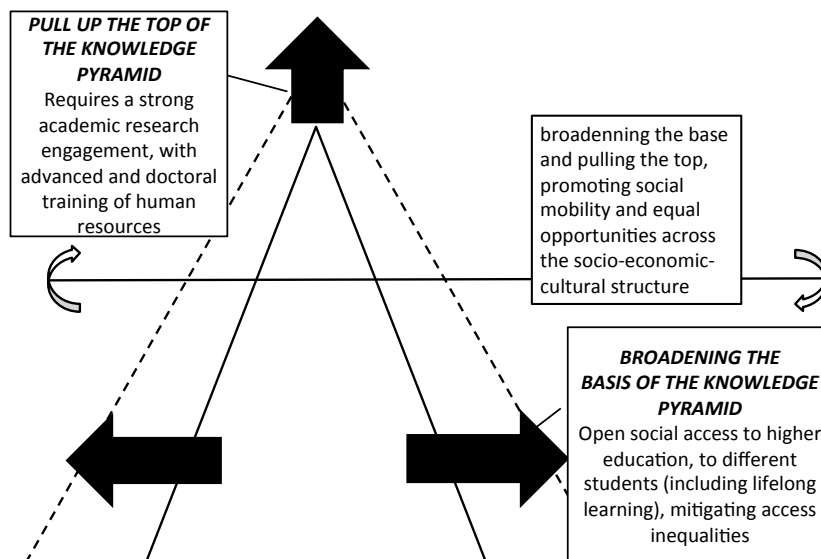 PULL UP THE TOP OF
THE KNOWLEDGE
PYRAMID
Requires a strong
academic research
engagement, with
advanced and doctoral
training of human
resources
broadenning the base
and pulling the top,
promoting social
mobility and equal
opportunities across
the socio-economic-
cultural structure
BROADENING THE
BASIS OF THE KNOWLEDGE
PYRAMID
Open social access to higher
education, to different
students (including lifelong
learning), mitigating access
inequalities